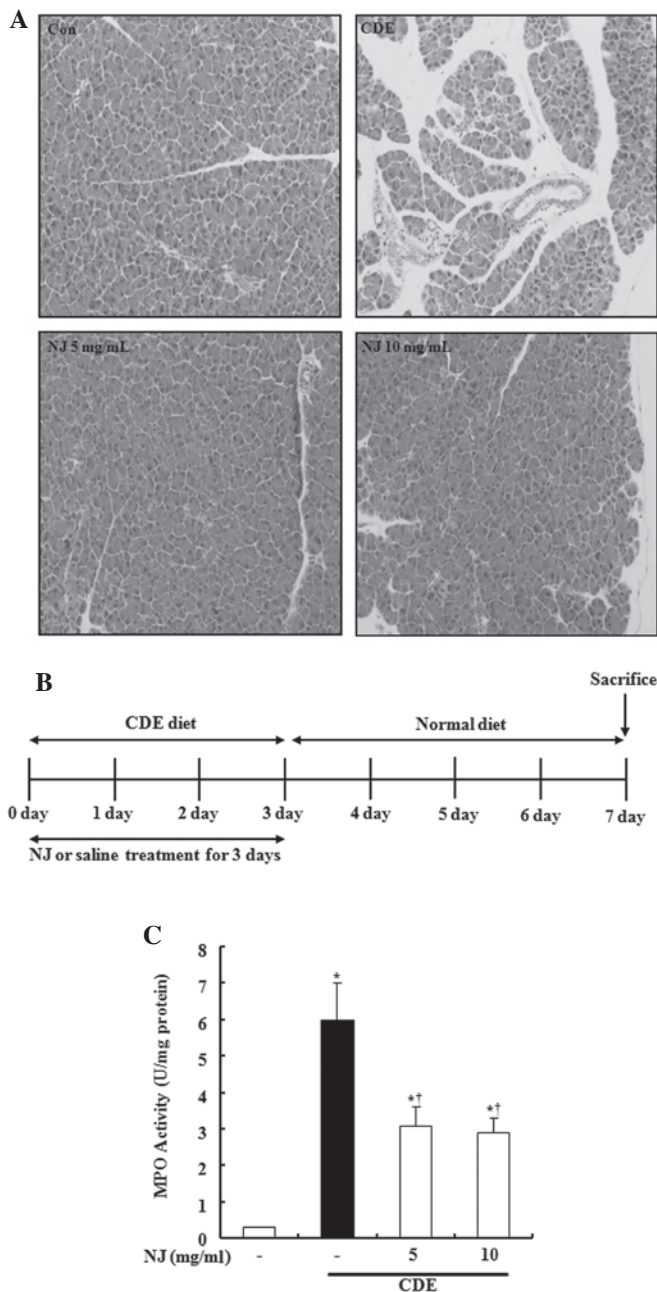 A
Con
CDE
NJ 5 mg/mL
NJ 10 mg/mL
B
Sacrifice
CDE diet
Normal diet
0 day
1 day
2 day
3 day
4 day
5 day
6 day
7 day
NJ or saline treatment for 3 days
C
MPO Activity (U/mg protein)
8
7
6
5
4
3
2
1
0
*
*†
*†
NJ (mg/ml)
-
-
5
10
CDE